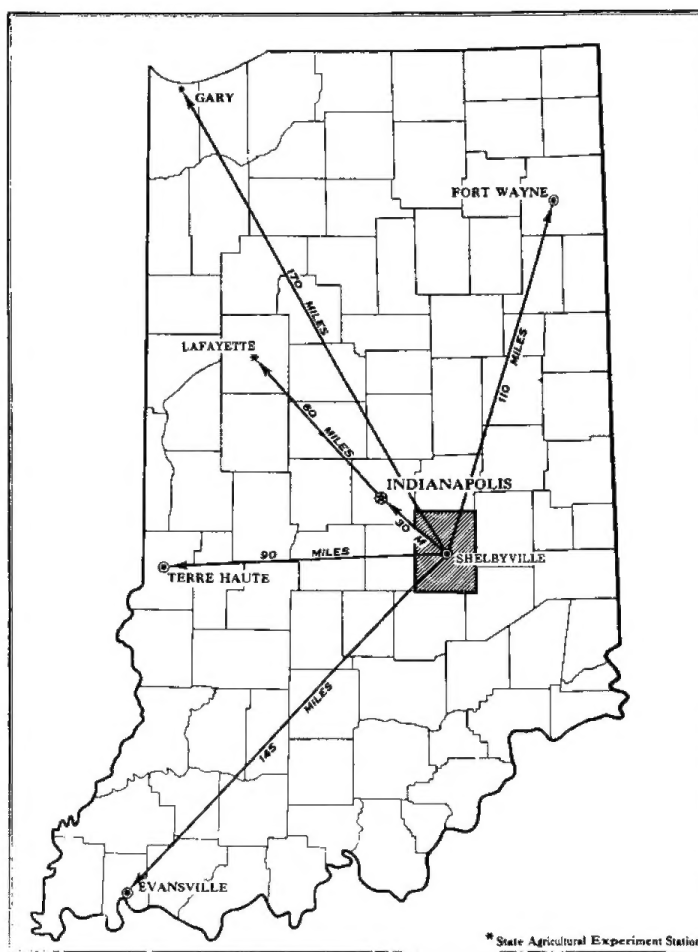 GARY
FORT WAYNE
170 MILES
110 MILES
LAFAYETTE
60 MILES
INDIANAPOLIS
30 M
SHELBYVILLE
90 MILES
TERRE HAUTE
145 MILES
EVANSVILLE
* State Agricultural Experiment Station